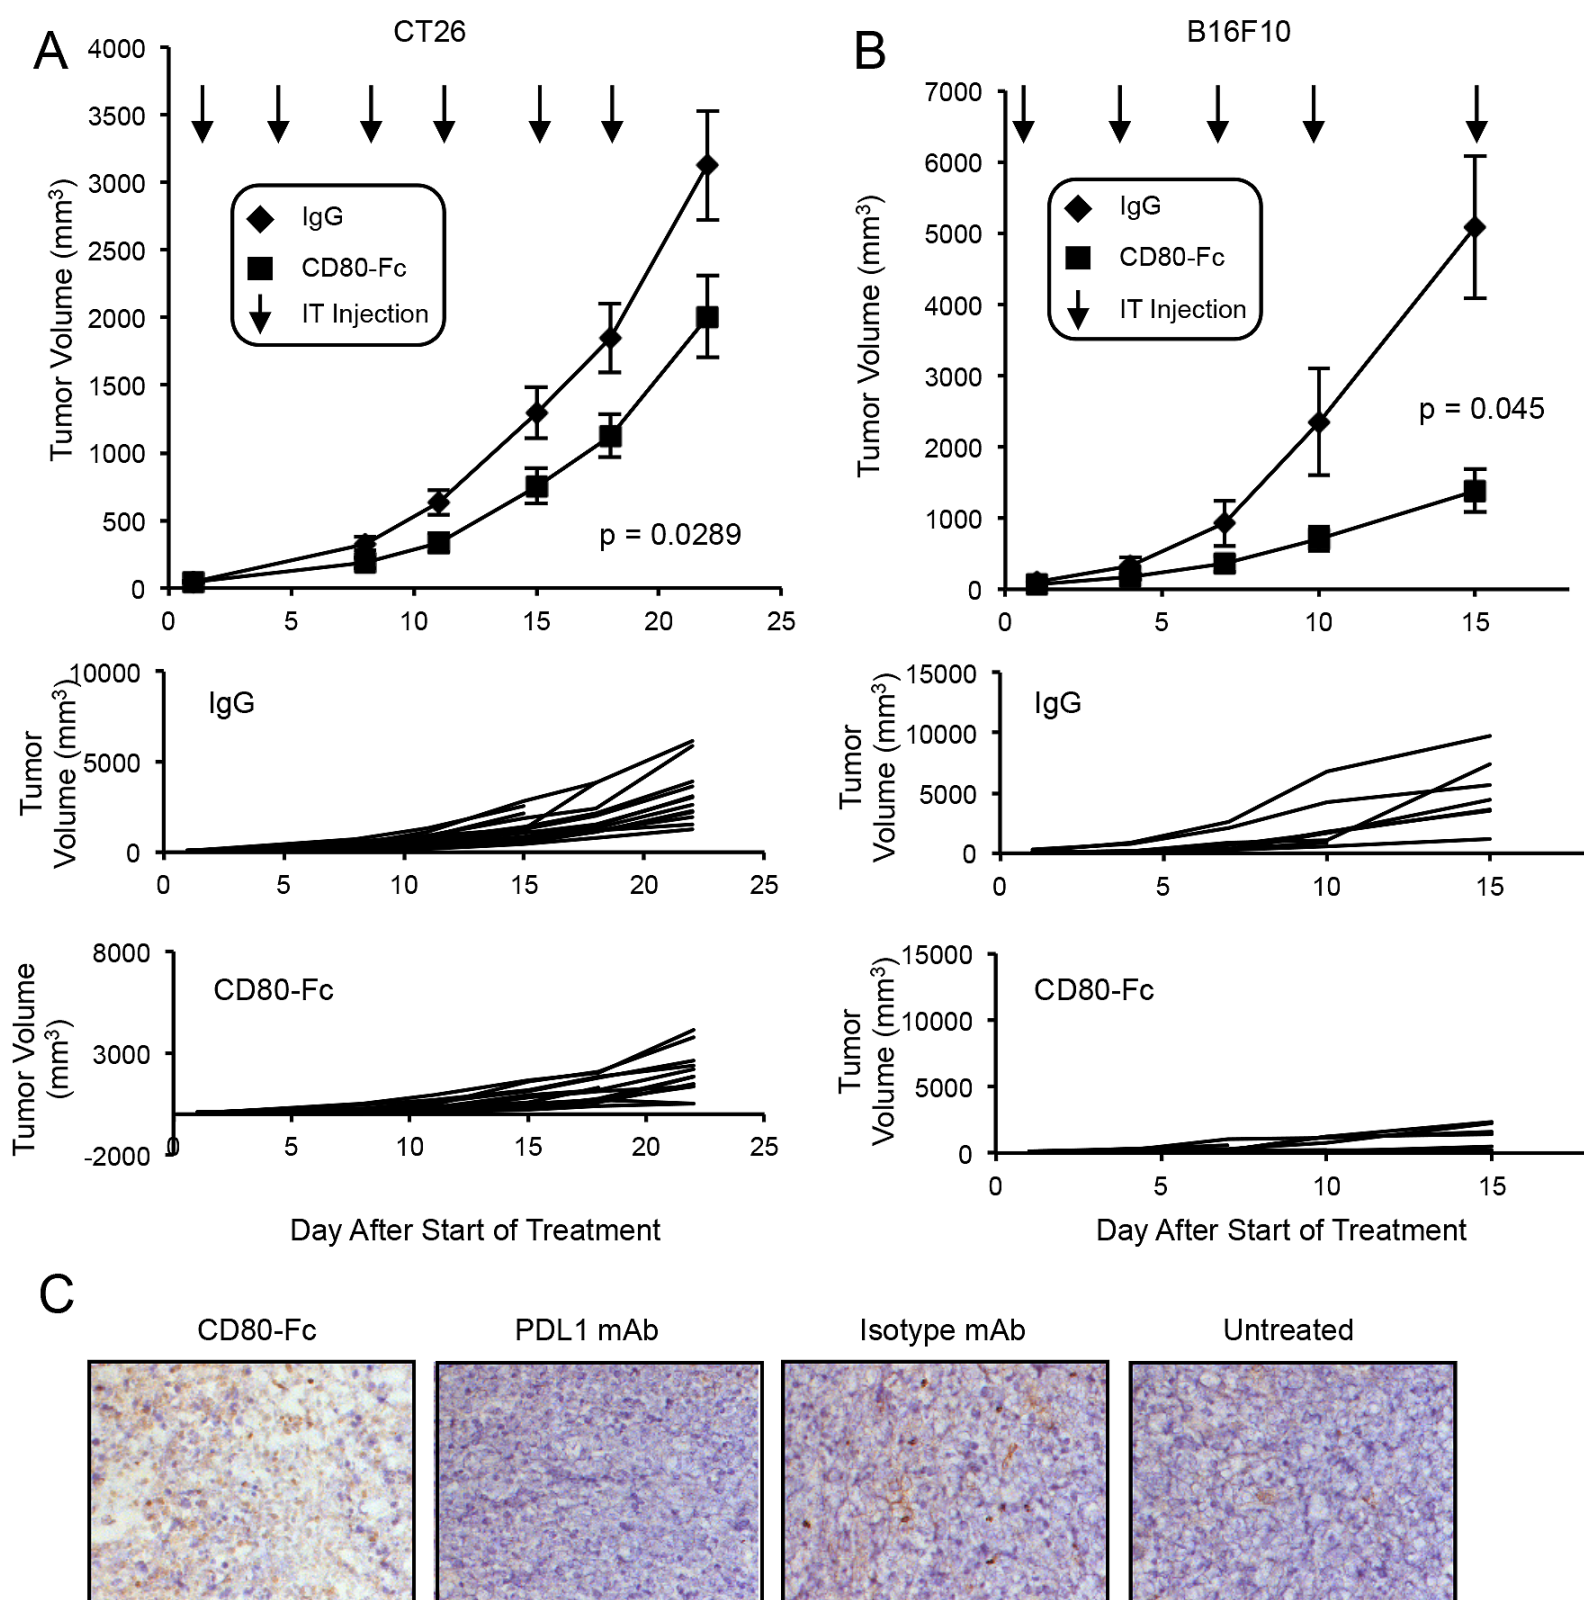 A
CT26
4000
3500
3000
2500
2000
1500
1000
500
0
Tumor Volume (mm³)
IgG
CD80-Fc
IT Injection
p = 0.0289
0 5 10 15 20 25
10000
5000
0
Tumor
Volume (mm³)
IgG
0 5 10 15 20 25
8000
3000
-2000
Tumor Volume
(mm³)
CD80-Fc
0 5 10 15 20 25
Day After Start of Treatment
B
B16F10
7000
6000
5000
4000
3000
2000
1000
0
Tumor Volume (mm³)
IgG
CD80-Fc
IT Injection
p = 0.045
0 5 10 15
15000
10000
5000
0
Tumor
Volume (mm³)
IgG
0 5 10 15
15000
10000
5000
0
Tumor
Volume (mm³)
CD80-Fc
0 5 10 15
Day After Start of Treatment
C
CD80-Fc PDL1 mAb Isotype mAb Untreated